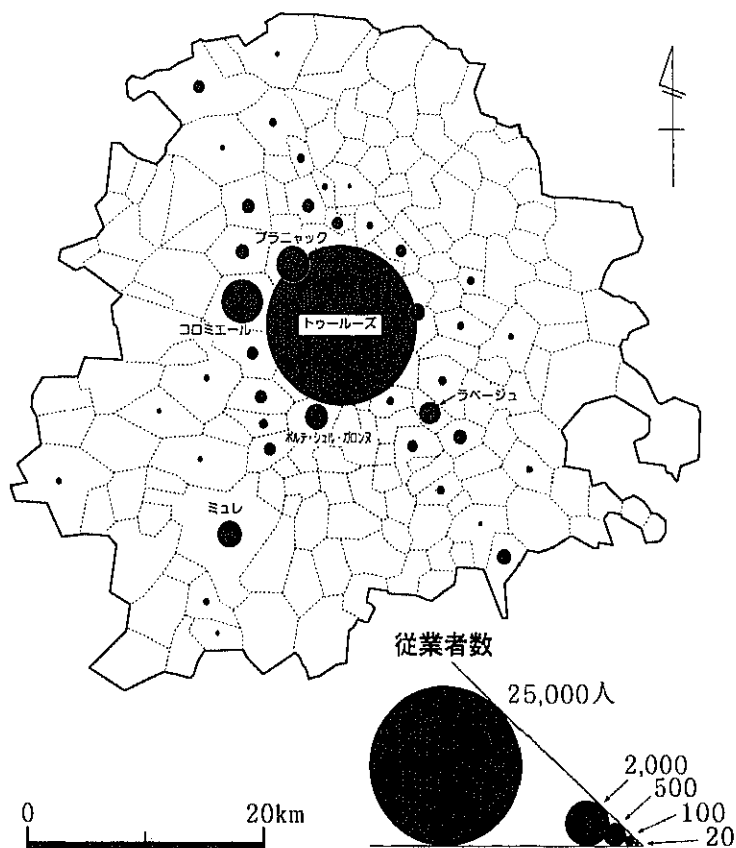 ブラニャック
コロミエール
トゥールーズ
ラベージュ
ポルテ・シュル・ガロンヌ
ミュレ
従業者数
25,000人
2,000
500
100
20
0 20km